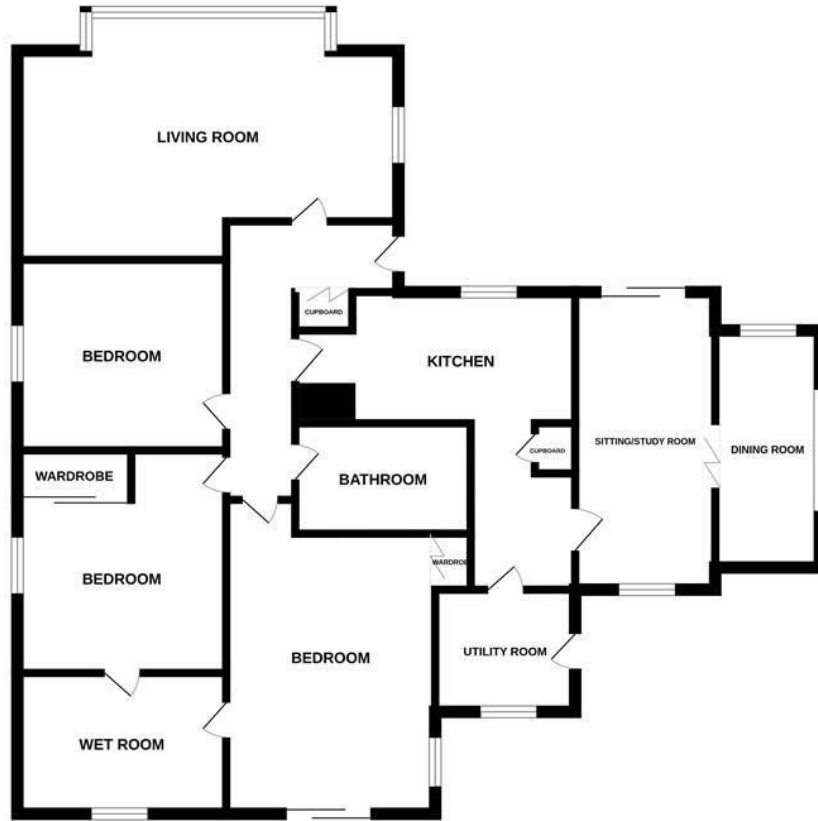 LIVING ROOM
CUPBOARD
BEDROOM
KITCHEN
SITTING/STUDY ROOM
DINING ROOM
CUPBOARD
WARDROBE
BATHROOM
BEDROOM
WARDROBE
UTILITY ROOM
BEDROOM
WET ROOM